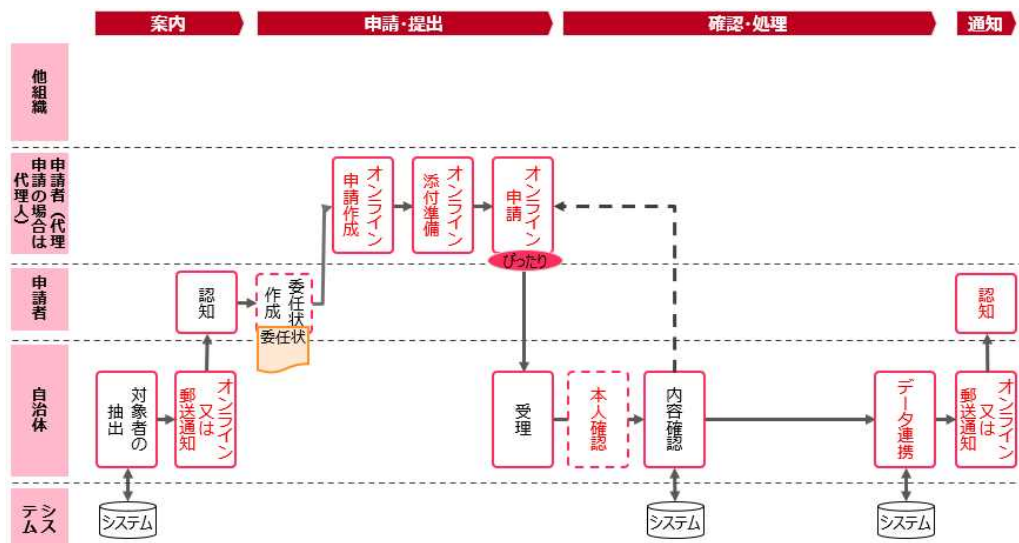 案内
申請・提出
確認・処理
通知
他組織
申請者（代理
申請の場合は
代理人）
オンライン
申請作成
オンライン
添付準備
オンライン
申請
ぴったり
申請者
認知
委任状
作成
委任状
認知
自治体
対象者の
抽出
オンライン
又は
郵送通知
受理
本人確認
内容確認
データ連携
オンライン
又は
郵送通知
シス
テム
システム
システム
システム